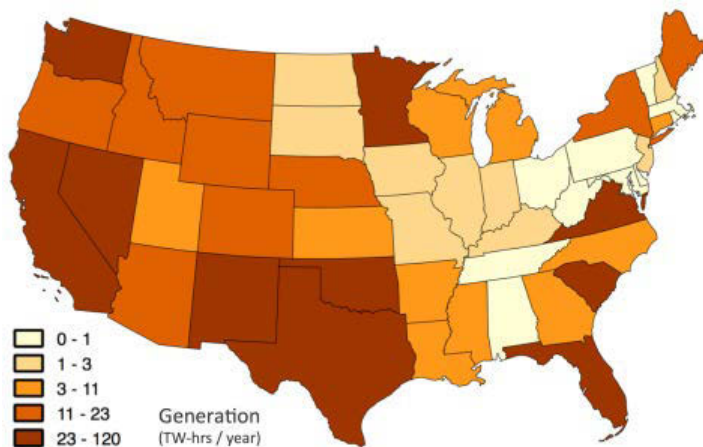 0 - 1
1 - 3
3 - 11
11 - 23
23 - 120
Generation
(TW-hrs / year)